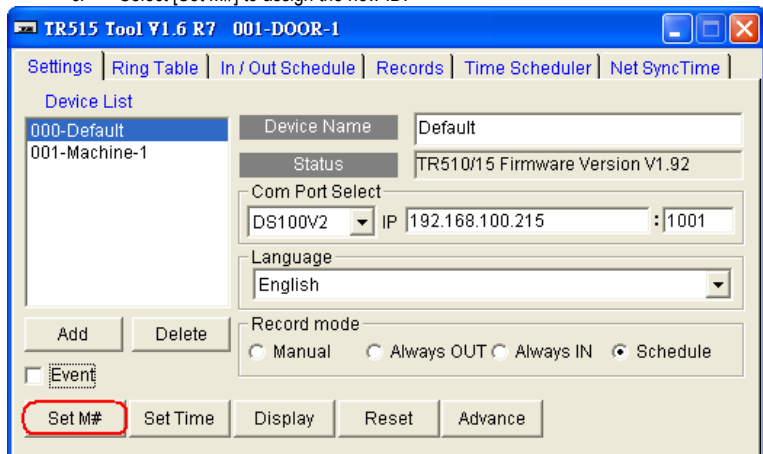 TR515 Tool V1.6 R7 001-DOOR-1
Settings Ring Table In / Out Schedule Records Time Scheduler Net SyncTime
Device List
000-Default
001-Machine-1
Device Name Default
Status TR510/15 Firmware Version V1.92
Com Port Select
DS100V2 IP 192.168.100.215 : 1001
Language
English
Add Delete
Record mode
Manual Always OUT Always IN Schedule
Event
Set M# Set Time Display Reset Advance